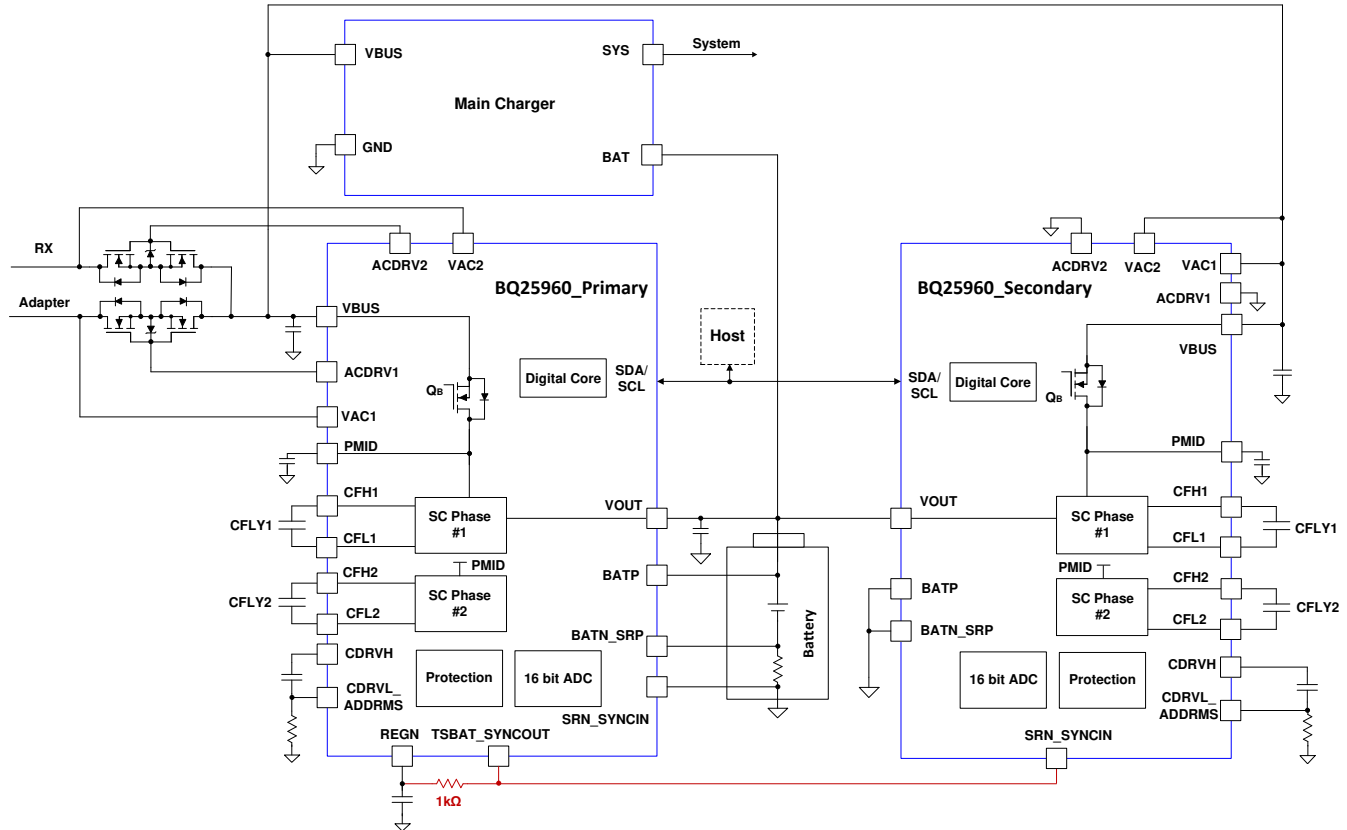 VBUS
SYS
System
Main Charger
GND
BAT
RX
Adapter
ACDRV2
VAC2
BQ25960_Primary
VBUS
ACDRV1
VAC1
PMID
QB
Digital Core
SDA/
SCL
CFH1
CFLY1
CFL1
SC Phase
#1
VOUT
PMID
CFH2
CFLY2
CFL2
SC Phase
#2
BATP
BATN_SRP
CDRVH
CDRVL_
ADDRMS
Protection
16 bit ADC
SRN_SYNCIN
REGN
TSBAT_SYNCOUT
1kΩ
Host
Battery
ACDRV2
VAC2
VAC1
BQ25960_Secondary
ACDRV1
VBUS
SDA/
SCL
Digital Core
QB
PMID
VOUT
SC Phase
#1
CFH1
CFL1
CFLY1
PMID
SC Phase
#2
CFH2
CFL2
CFLY2
BATP
BATN_SRP
16 bit ADC
Protection
CDRVH
CDRVL_
ADDRMS
SRN_SYNCIN